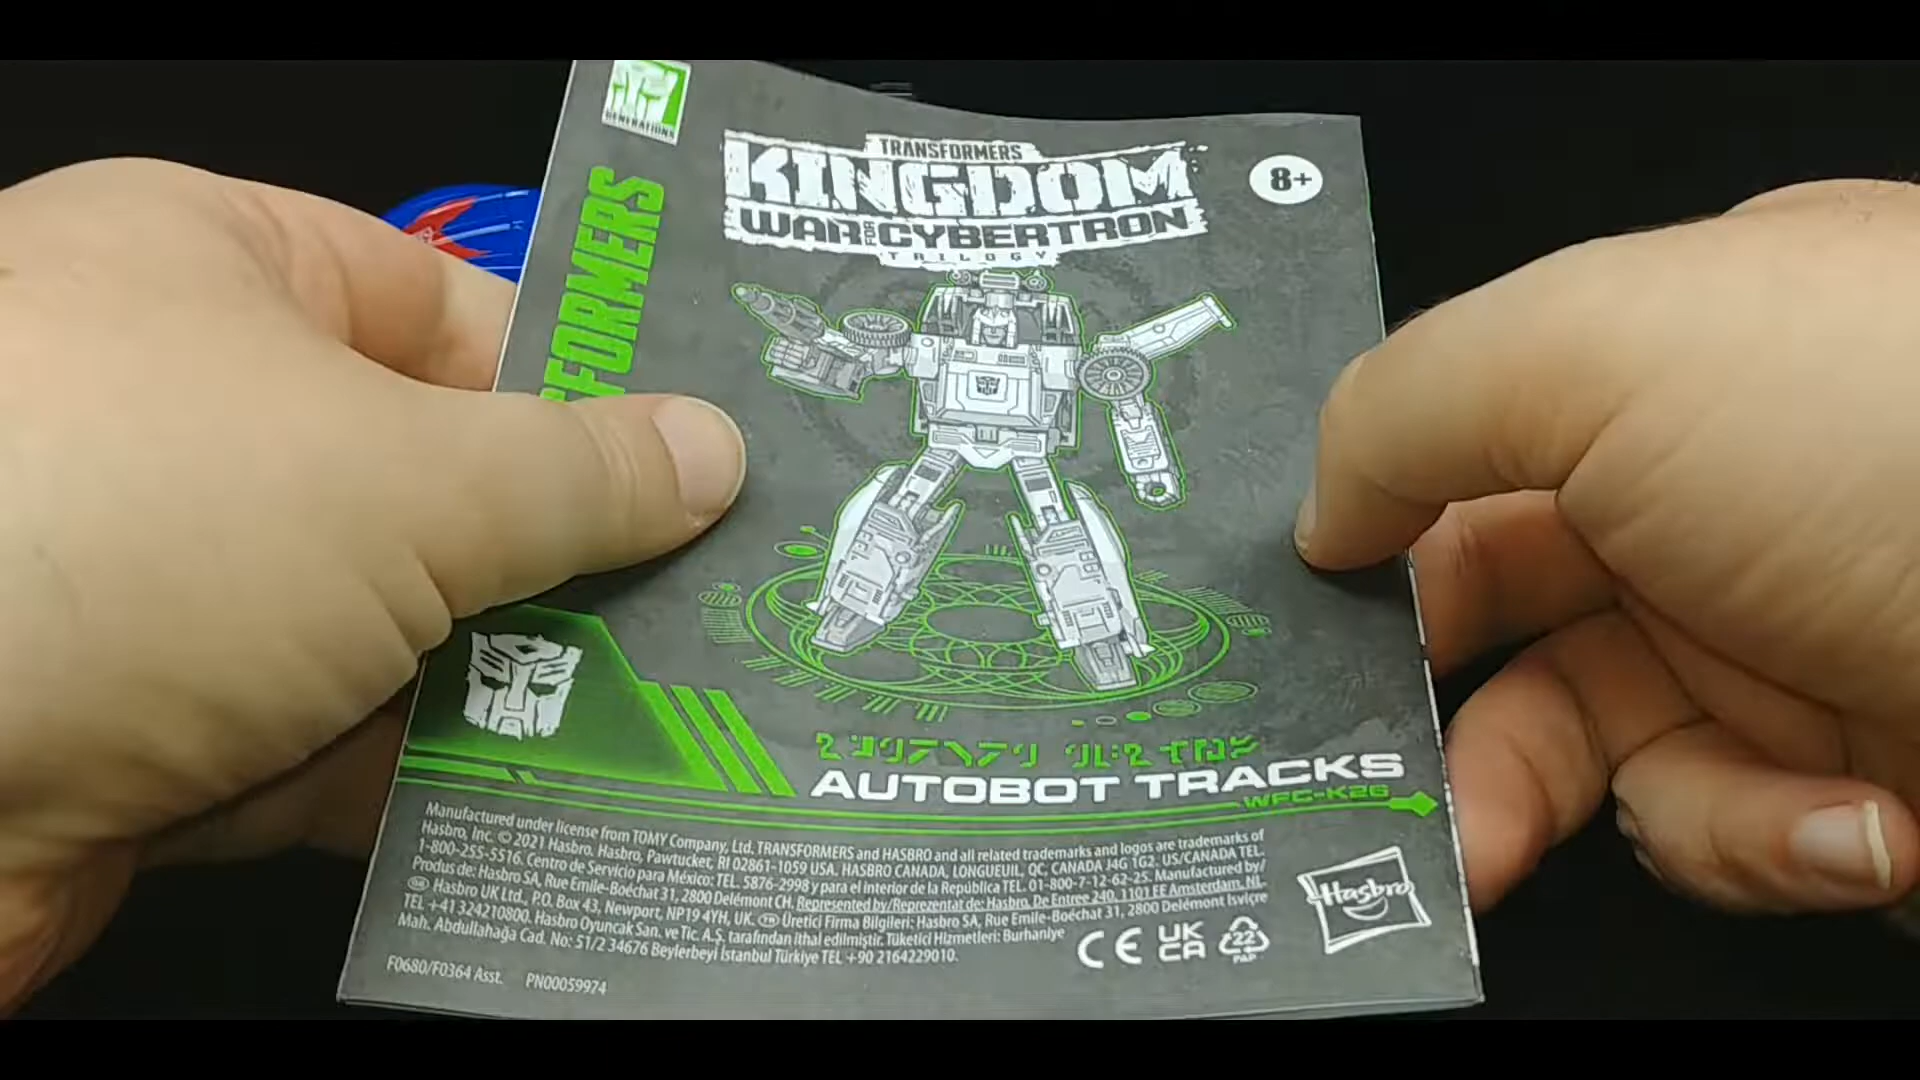 GENERATIONS
FORMERS
TRANSFORMERS
KINGDOM
WAR FOR CYBERTRON
TRILOGY
8+
AUTOBOT TRACKS
WFC-K26
Manufactured under license from TOMY Company, Ltd. TRANSFORMERS and HASBRO and all related trademarks and logos are trademarks of
Hasbro, Inc. © 2021 Hasbro. Hasbro, Pawtucket, RI 02861-1059 USA. HASBRO CANADA, LONGUEUIL, QC, CANADA J4G 1G2. US/CANADA TEL.
1-800-255-5516. Centro de Servicio para México: TEL. 5876-2998 y para el interior de la República TEL. 01-800-7-12-62-25. Manufactured by/
Produs de: Hasbro SA, Rue Emile-Boéchat 31, 2800 Delémont CH. Represented by/Reprezentat de: Hasbro, De Entree 240, 1101 EE Amsterdam, NL.
GB Hasbro UK Ltd., P.O. Box 43, Newport, NP19 4YH, UK. TR Üretici Firma Bilgileri: Hasbro SA, Rue Emile-Boéchat 31, 2800 Delémont İsviçre
TEL +41 324210800. Hasbro Oyuncak San. ve Tic. A.Ş. tarafından ithal edilmiştir. Tüketici Hizmetleri: Burhaniye
Mah. Abdullahağa Cad. No: 51/2 34676 Beylerbeyi İstanbul Türkiye TEL +90 2164229010.
CE UK CA 22 PAP
Hasbro
F0680/F0364 Asst. PN00059974